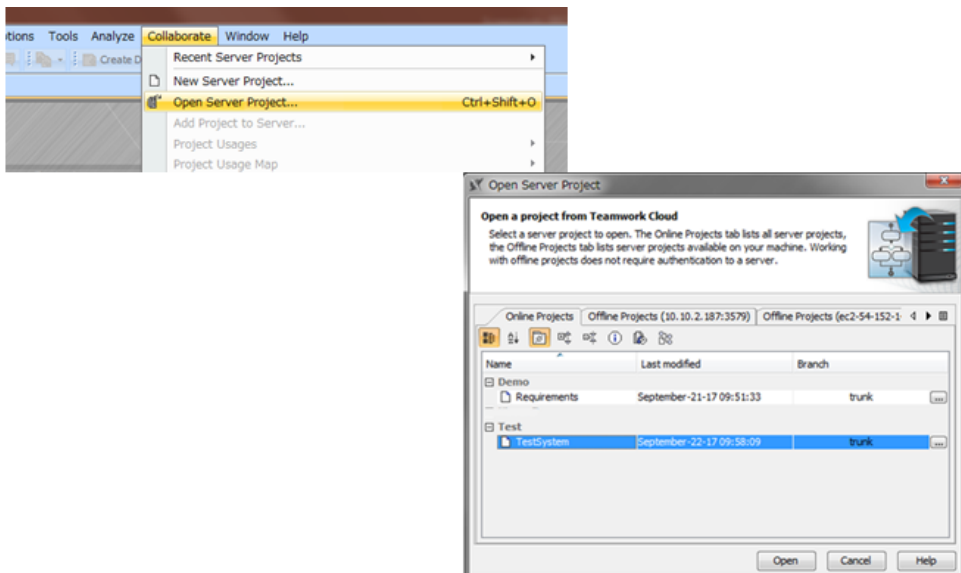 Tools Analyze Collaborate Window Help
Create D
Recent Server Projects
New Server Project...
Open Server Project... Ctrl+Shift+O
Add Project to Server...
Project Usages
Project Usage Map
Open Server Project
Open a project from Teamwork Cloud
Select a server project to open. The Online Projects tab lists all server projects,
the Offline Projects tab lists server projects available on your machine. Working
with offline projects does not require authentication to a server.
Online Projects Offline Projects (10.10.2.187:3579) Offline Projects (ec2-54-152-1
Name Last modified Branch
Demo
Requirements September-21-17 09:51:33 trunk ...
Test
TestSystem September-22-17 09:58:09 trunk ...
Open Cancel Help